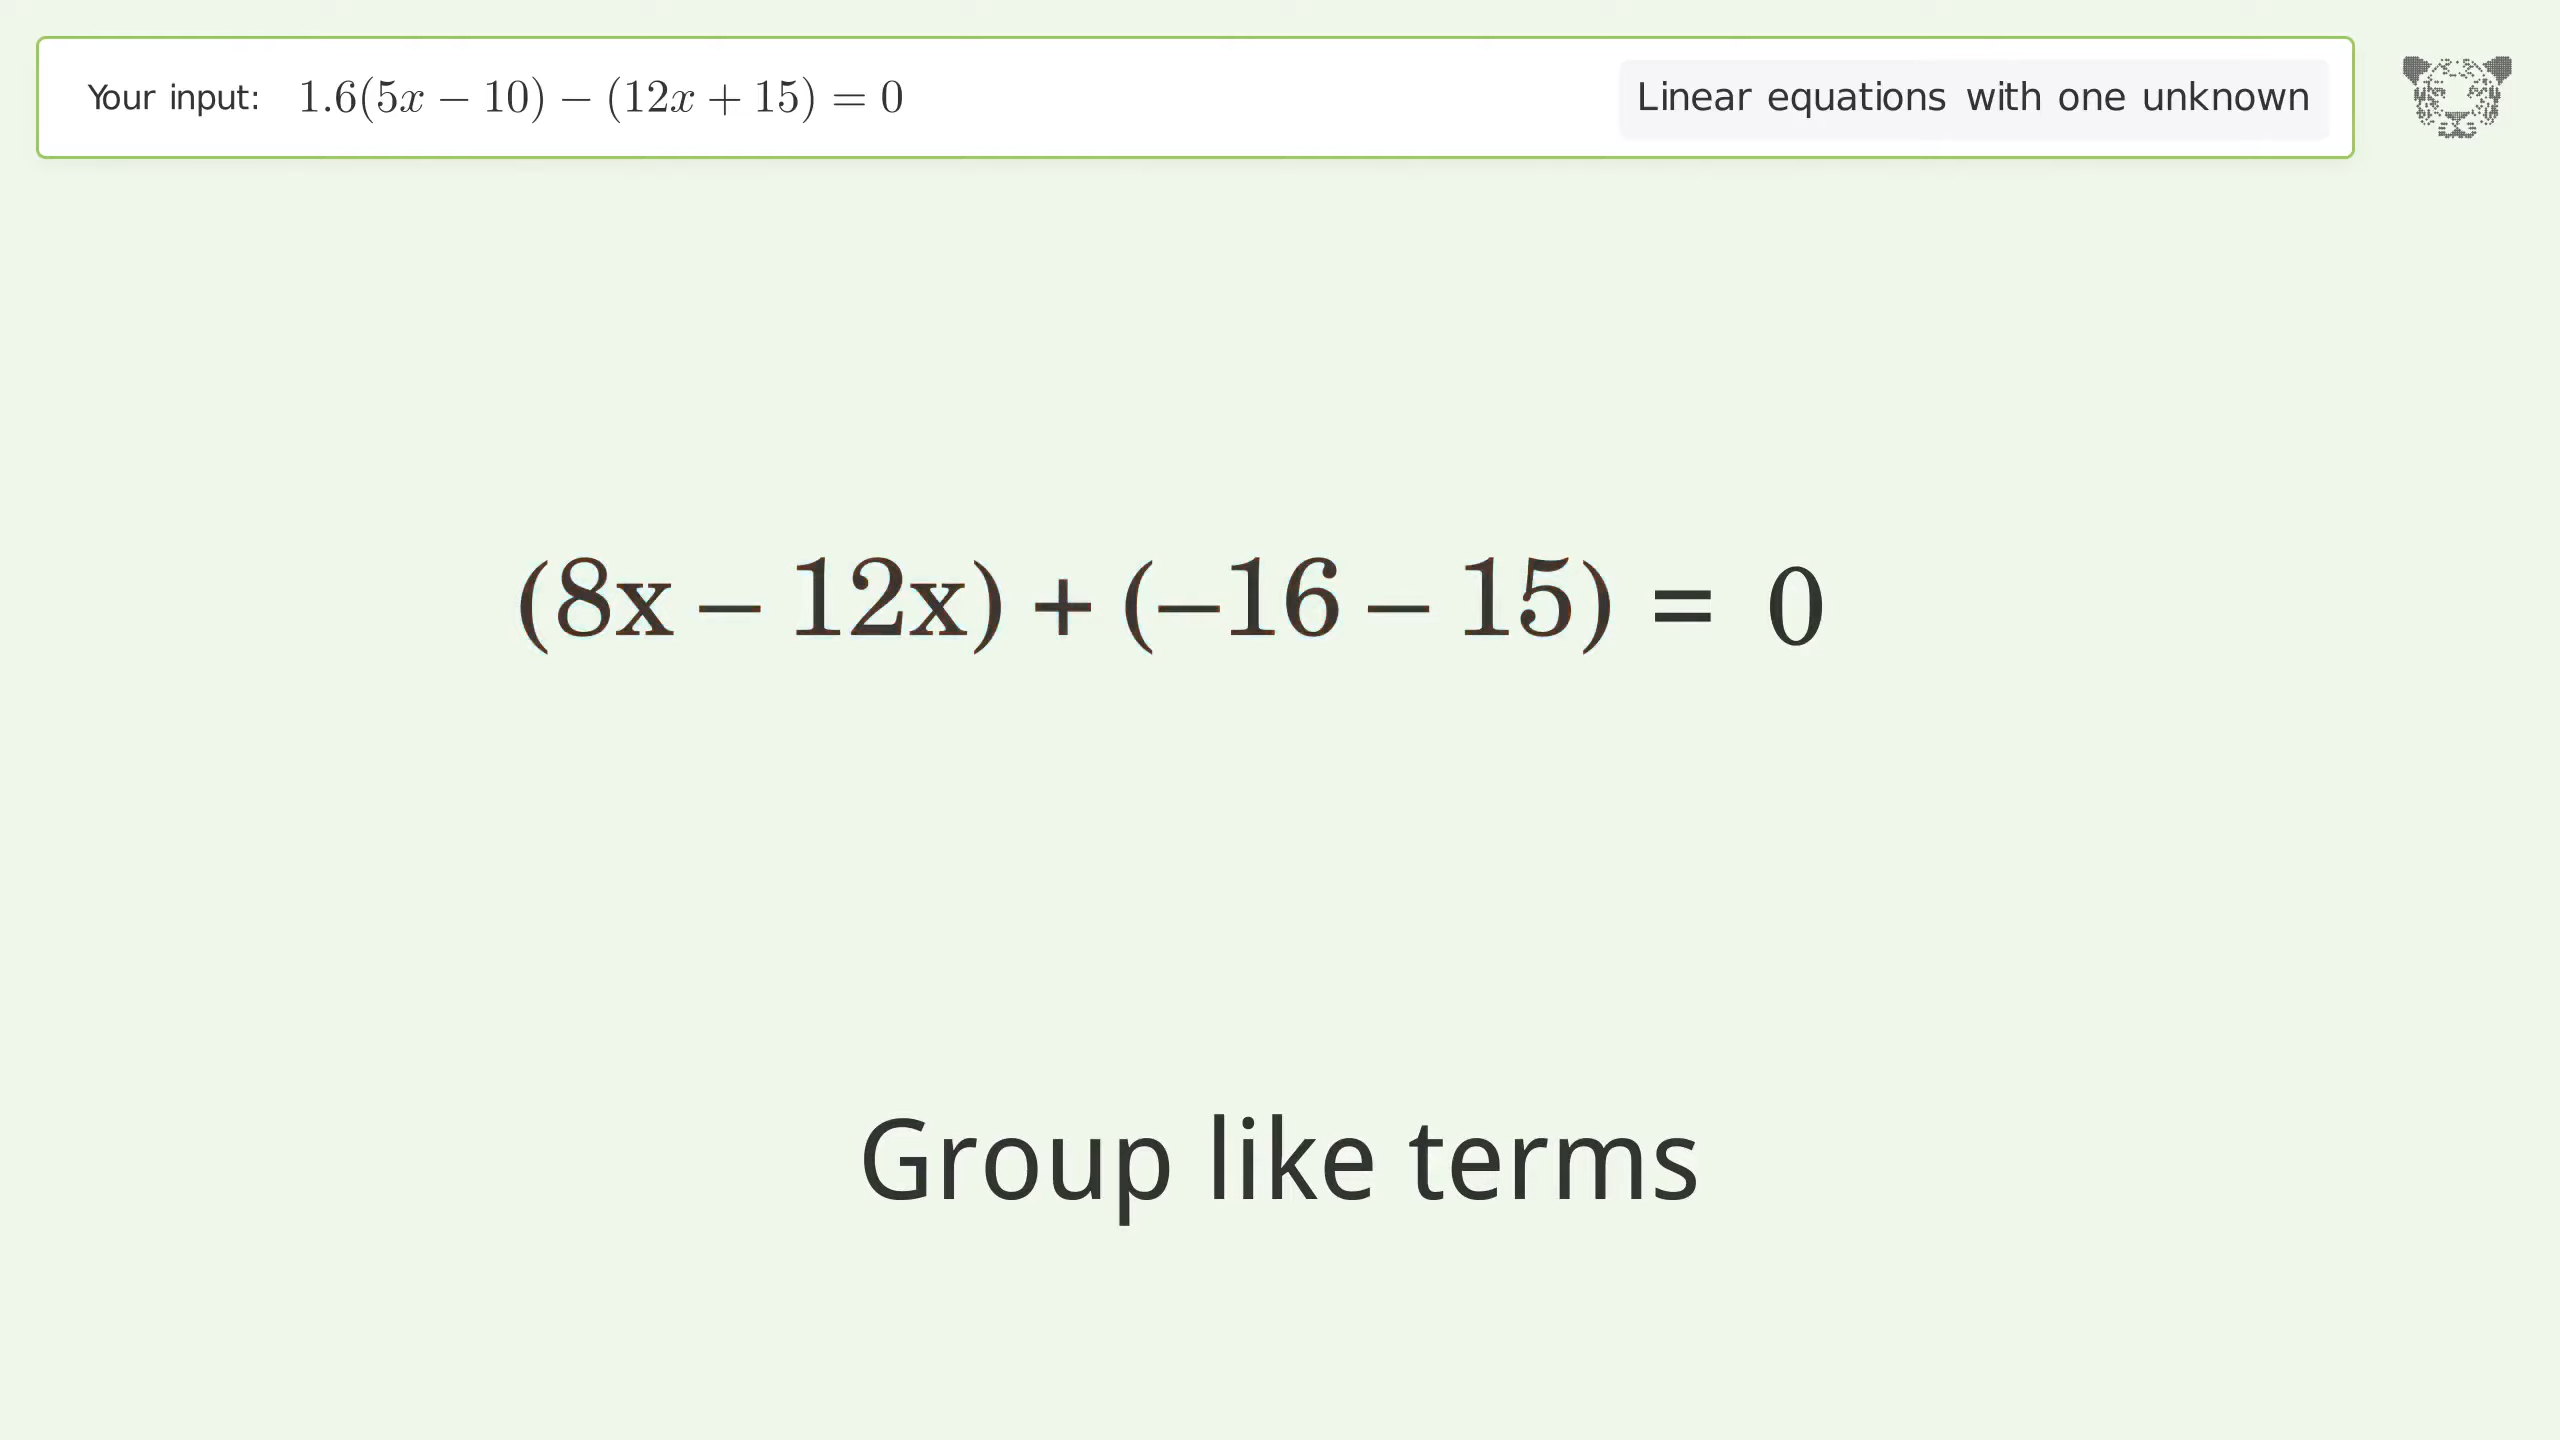 Your input: 1.6(5x − 10) − (12x + 15) = 0 Linear equations with one unknown
(8x − 12x) + (−16 − 15) = 0
Group like terms